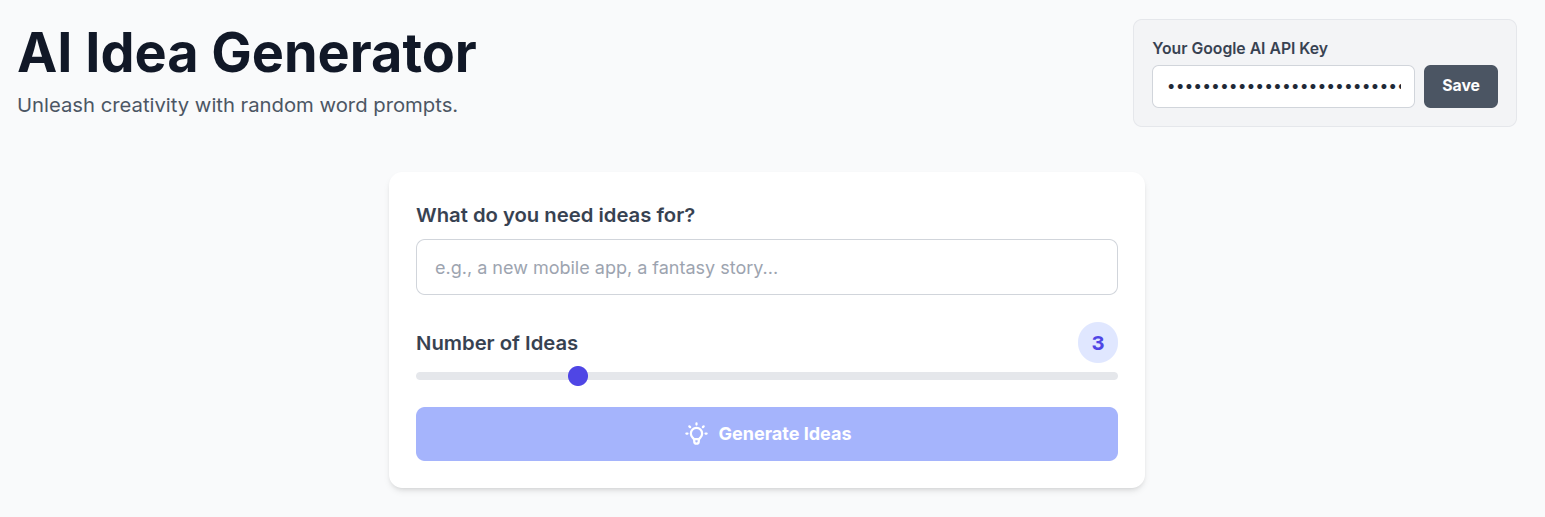 AI Idea Generator
Unleash creativity with random word prompts.
Your Google AI API Key
••••••••••••••••••••••••••• Save
What do you need ideas for?
e.g., a new mobile app, a fantasy story...
Number of Ideas 3
Generate Ideas